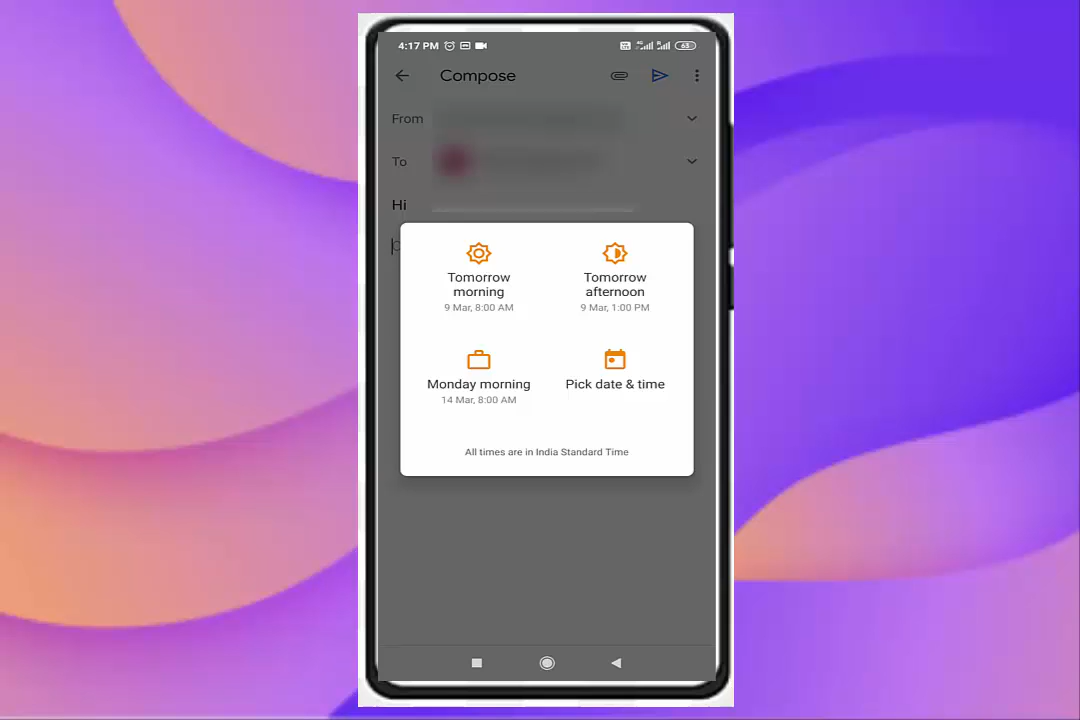 4:17 PM
63
Compose
From
To
Hi
Tomorrow morning
9 Mar, 8:00 AM
Tomorrow afternoon
9 Mar, 1:00 PM
Monday morning
14 Mar, 8:00 AM
Pick date & time
All times are in India Standard Time